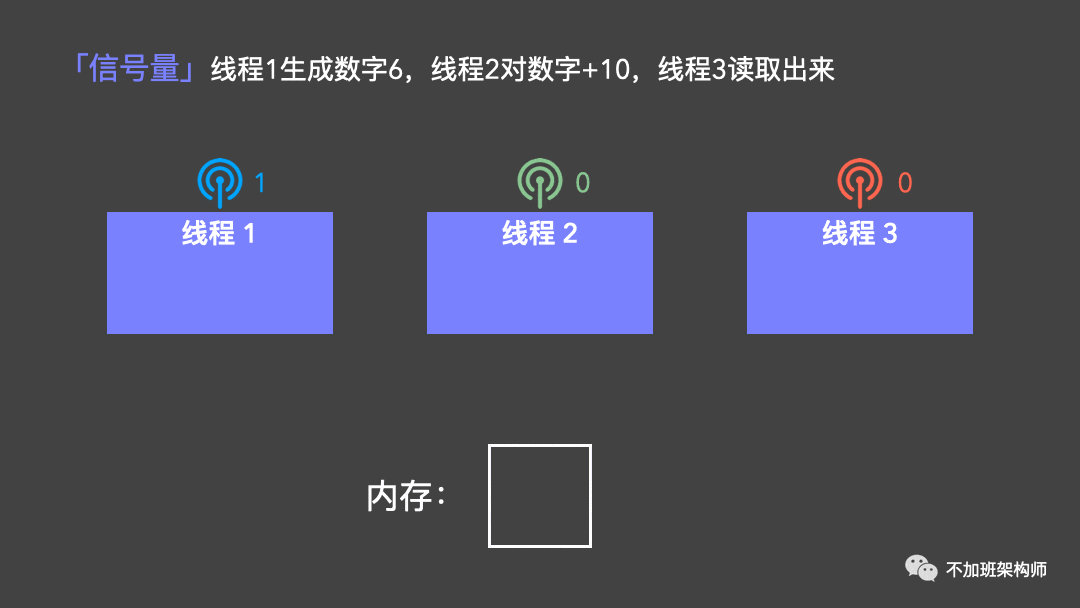 「信号量」线程1生成数字6，线程2对数字+10，线程3读取出来
1
0
0
线程 1
线程 2
线程 3
内存：
不加班架构师